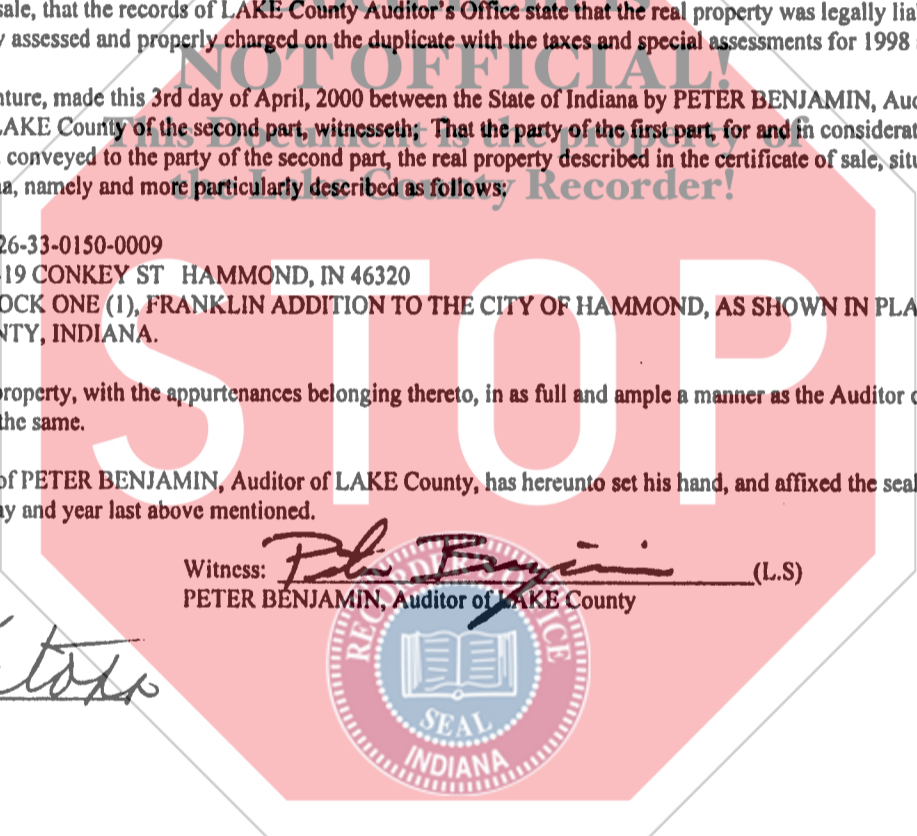 sale, that the records of LAKE County Auditor's Office state that the real property was legally lia
assessed and properly charged on the duplicate with the taxes and special assessments for 1998
NOT OFFICIAL!
nture, made this 3rd day of April, 2000 between the State of Indiana by PETER BENJAMIN, Au
LAKE County of the second part, witnesseth; That the party of the first part, for and in considerat
This Document is the property of
conveyed to the party of the second part, the real property described in the certificate of sale, situ
na, namely and more particularly described as follows;
the Lake County Recorder!
26-33-0150-0009
19 CONKEY ST HAMMOND, IN 46320
OCK ONE (1), FRANKLIN ADDITION TO THE CITY OF HAMMOND, AS SHOWN IN PLA
NTY, INDIANA.
STOP
roperty, with the appurtenances belonging thereto, in as full and ample a manner as the Auditor
the same.
of PETER BENJAMIN, Auditor of LAKE County, has hereunto set his hand, and affixed the seal
ay and year last above mentioned.
Witness: Peter Benjamin (L.S)
PETER BENJAMIN, Auditor of LAKE County
RECORDER'S OFFICE
SEAL
INDIANA